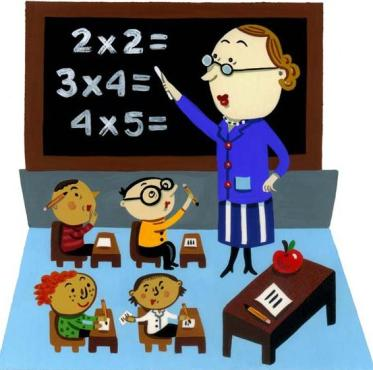 2x2=
3x4=
4x5=